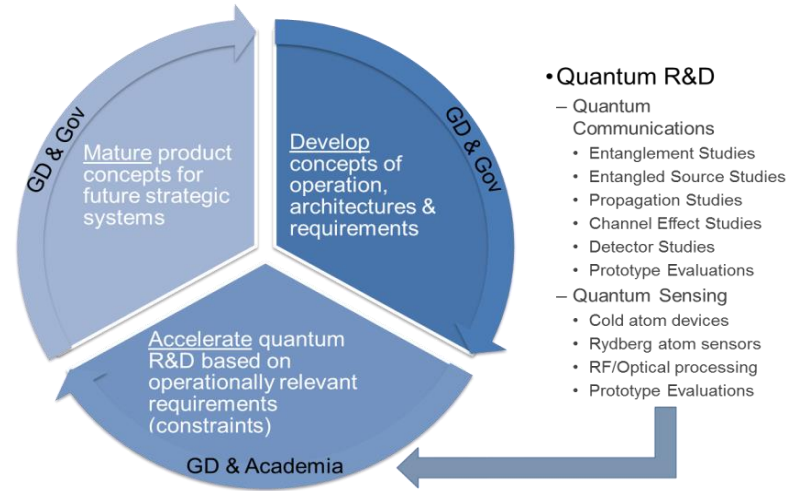 GD & Gov
Mature product
concepts for
future strategic
systems
Develop
concepts of
operation,
architectures &
requirements
GD & Gov
Accelerate quantum
R&D based on
operationally relevant
requirements
(constraints)
GD & Academia
•Quantum R&D
– Quantum
Communications
• Entanglement Studies
• Entangled Source Studies
• Propagation Studies
• Channel Effect Studies
• Detector Studies
• Prototype Evaluations
– Quantum Sensing
• Cold atom devices
• Rydberg atom sensors
• RF/Optical processing
• Prototype Evaluations